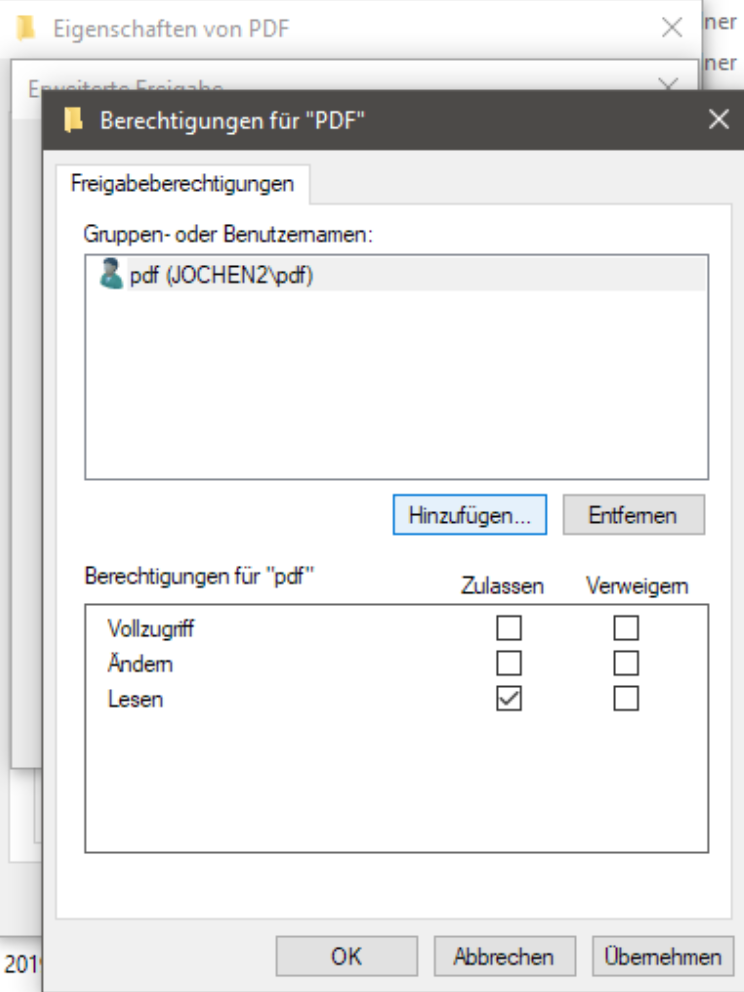 Eigenschaften von PDF
ner
ner
Erweiterte Freigabe
Berechtigungen für "PDF"
Freigabeberechtigungen
Gruppen- oder Benutzernamen:
pdf (JOCHEN2\pdf)
Hinzufügen...
Entfernen
Berechtigungen für "pdf"
Zulassen
Verweigern
Vollzugriff
Ändern
Lesen
OK
Abbrechen
Übernehmen
201